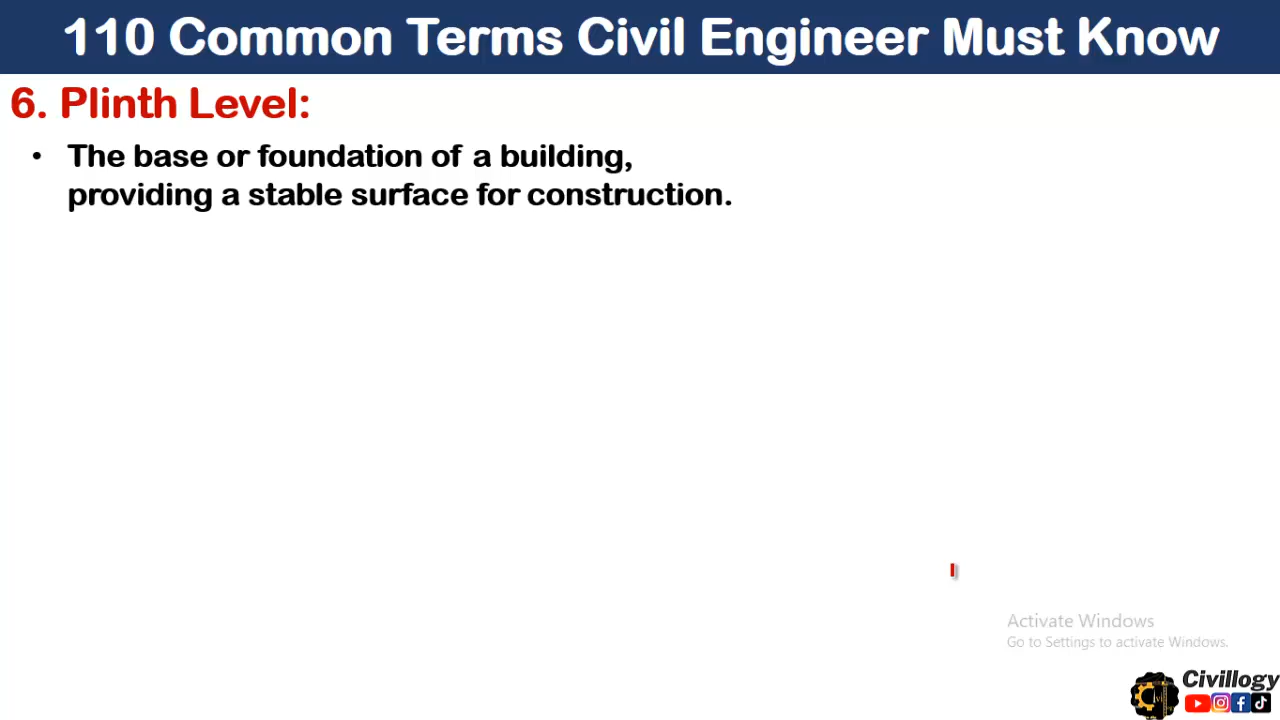 110 Common Terms Civil Engineer Must Know
6. Plinth Level:
• The base or foundation of a building,
providing a stable surface for construction.
Activate Windows
Go to Settings to activate Windows.
Civillogy